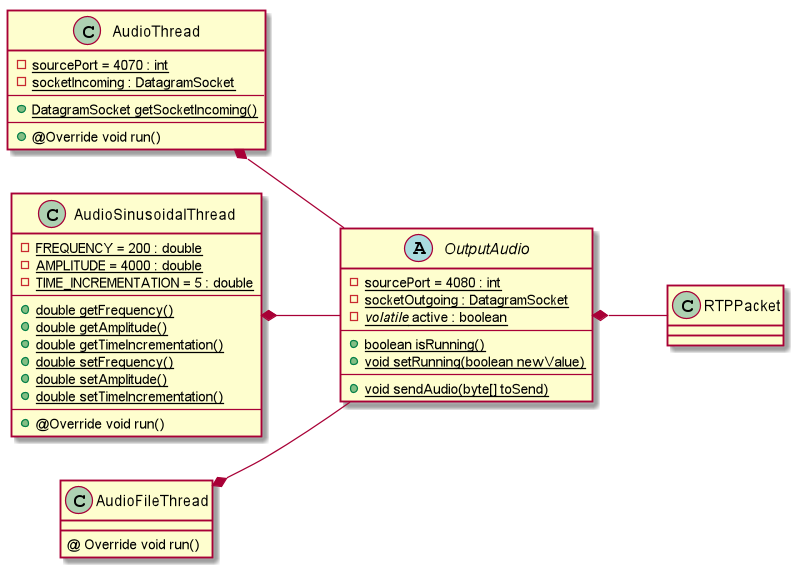 C AudioThread
sourcePort = 4070 : int
socketIncoming : DatagramSocket
DatagramSocket getSocketIncoming()
@Override void run()
C AudioSinusoidalThread
FREQUENCY = 200 : double
AMPLITUDE = 4000 : double
TIME_INCREMENTATION = 5 : double
double getFrequency()
double getAmplitude()
double getTimeIncrementation()
double setFrequency()
double setAmplitude()
double setTimeIncrementation()
@Override void run()
C AudioFileThread
@ Override void run()
A OutputAudio
sourcePort = 4080 : int
socketOutgoing : DatagramSocket
volatile active : boolean
boolean isRunning()
void setRunning(boolean newValue)
void sendAudio(byte[] toSend)
C RTPPacket